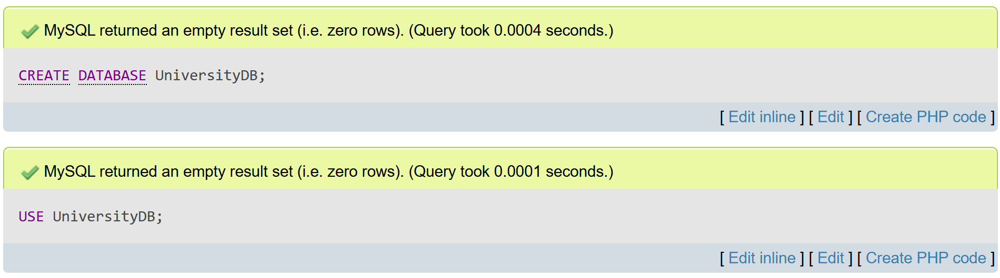 MySQL returned an empty result set (i.e. zero rows). (Query took 0.0004 seconds.)
CREATE DATABASE UniversityDB;
[ Edit inline ] [ Edit ] [ Create PHP code ]
MySQL returned an empty result set (i.e. zero rows). (Query took 0.0001 seconds.)
USE UniversityDB;
[ Edit inline ] [ Edit ] [ Create PHP code ]